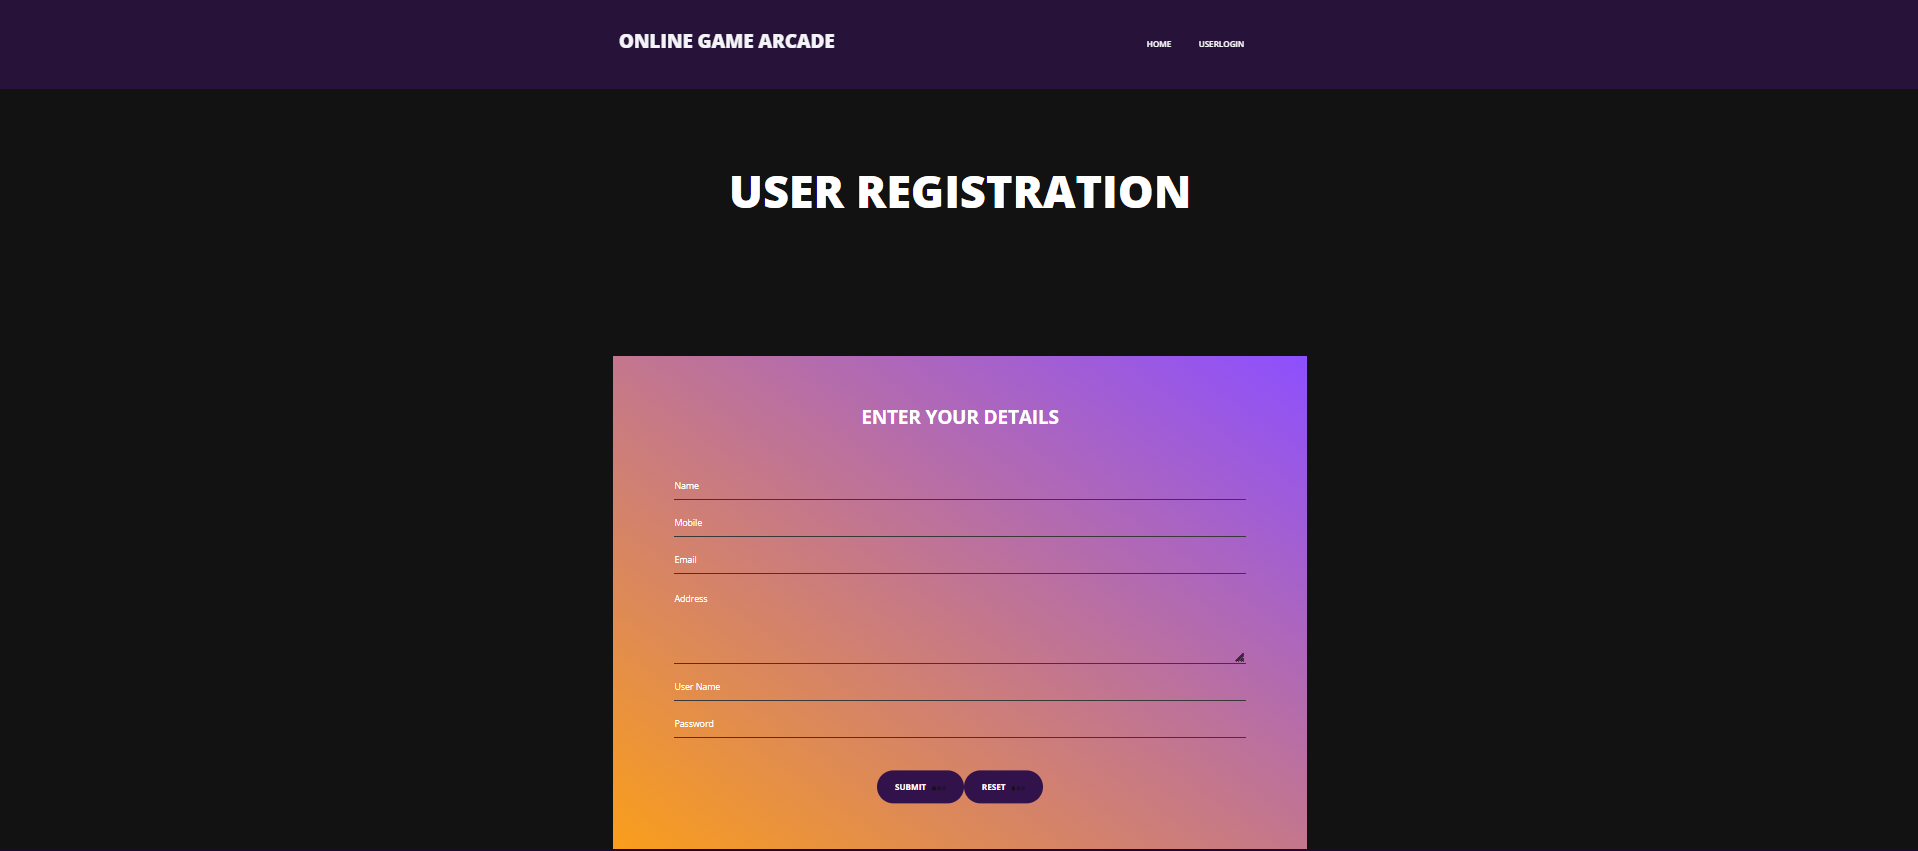 ONLINE GAME ARCADE
HOME USERLOGIN
USER REGISTRATION
ENTER YOUR DETAILS
Name
Mobile
Email
Address
User Name
Password
SUBMIT RESET